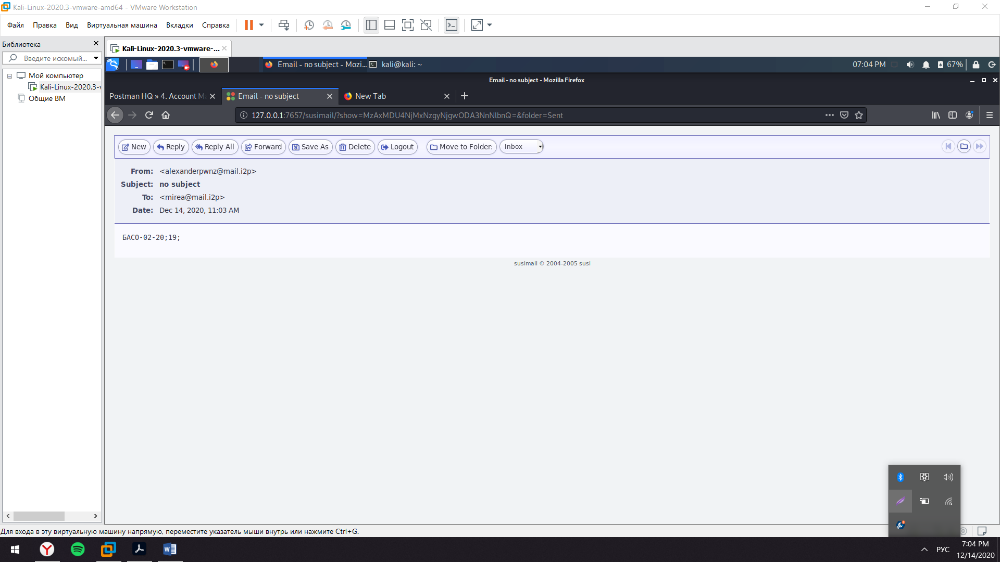 Kali-Linux-2020.3-vmware-amd64 - VMware Workstation
Файл Правка Вид Виртуальная машина Вкладки Справка
Библиотека
Введите искомый...
Мой компьютер
Kali-Linux-2020.3-v
Общие ВМ
Kali-Linux-2020.3-vmware-...
Email - no subject - Mozi... kali@kali: ~ 07:04 PM 67%
Email - no subject - Mozilla Firefox
Postman HQ » 4. Account M Email - no subject New Tab
127.0.0.1:7657/susimail/?show=MzAxMDU4NjMxNzgyNjgwODA3NnNlbnQ=&folder=Sent
New Reply Reply All Forward Save As Delete Logout Move to Folder: Inbox
From: <alexanderpwnz@mail.i2p>
Subject: no subject
To: <mirea@mail.i2p>
Date: Dec 14, 2020, 11:03 AM
БАСО-02-20;19;
susimail © 2004-2005 susi
Для входа в эту виртуальную машину напрямую, переместите указатель мыши внутрь или нажмите Ctrl+G.
РУС
7:04 PM
12/14/2020